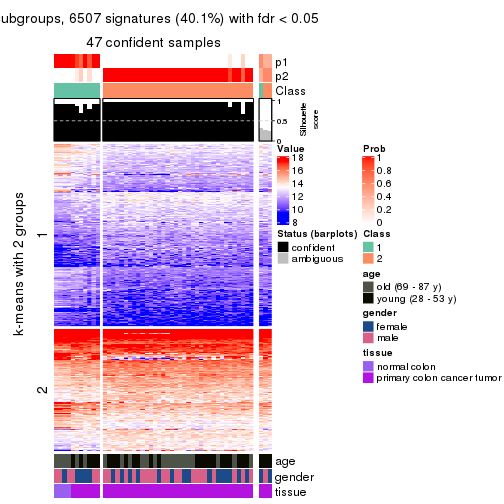 ubgroups, 6507 signatures (40.1%) with fdr < 0.05
47 confident samples
p1
p2
Class
1
0.5
0
Silhouette
score
k-means with 2 groups
1
2
age
gender
tissue
Value
18
16
14
12
10
8
Status (barplots)
confident
ambiguous
Prob
1
0.8
0.6
0.4
0.2
0
Class
1
2
age
old (69 - 87 y)
young (28 - 53 y)
gender
female
male
tissue
normal colon
primary colon cancer tumor